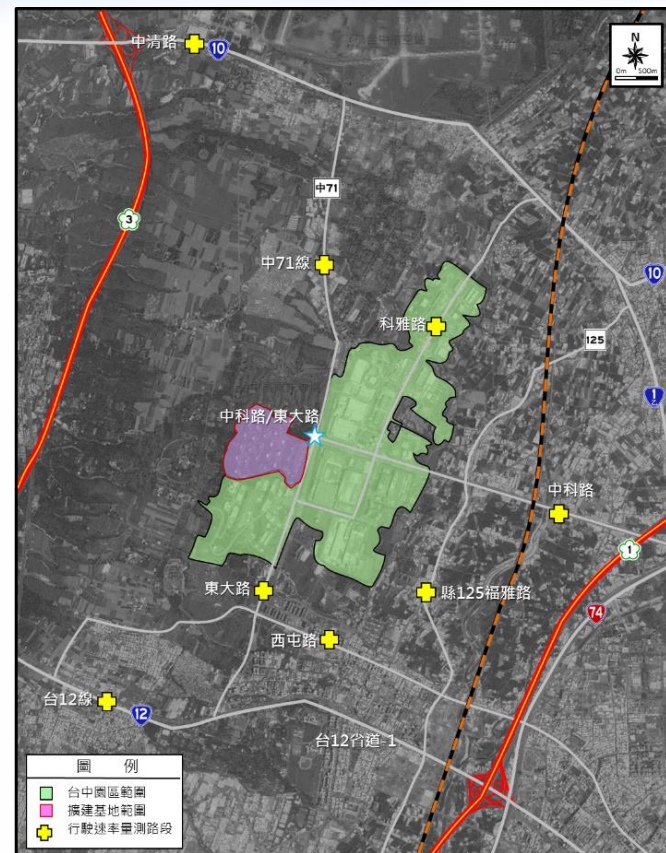 中清路
10
N
0m 500m
中71
3
中71線
10
科雅路
125
1
中科路/東大路
中科路
1
東大路
縣125福雅路
74
西屯路
台12線
12
台12省道-1
圖 例
台中園區範圍
擴建基地範圍
行駛速率量測路段